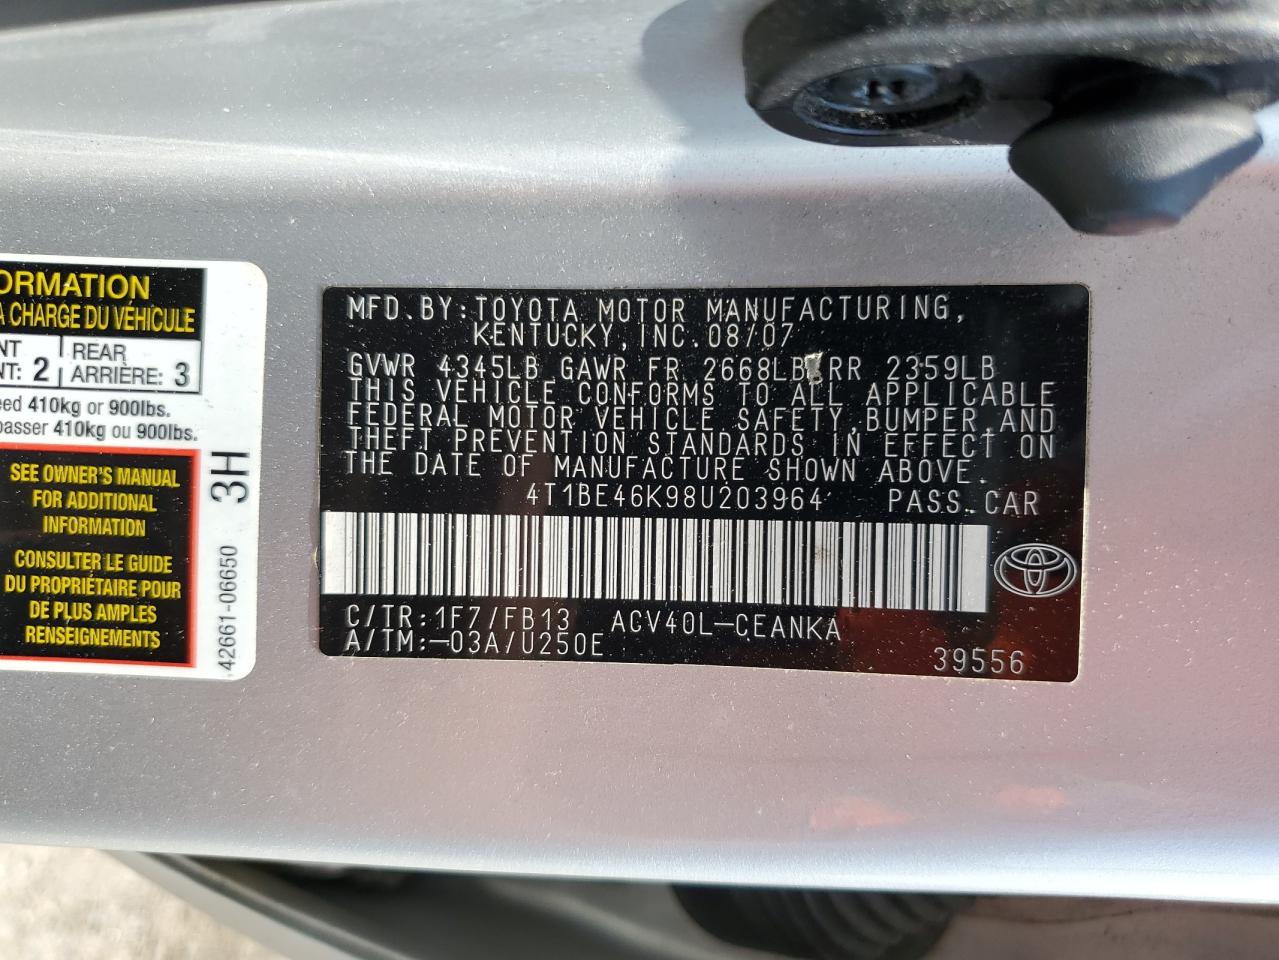 ORMATION
A CHARGE DU VÉHICULE
NT 2 REAR
NT: ARRIÈRE: 3
eed 410kg or 900lbs.
passer 410kg ou 900lbs.
SEE OWNER'S MANUAL
FOR ADDITIONAL
INFORMATION
CONSULTER LE GUIDE
DU PROPRIÉTAIRE POUR
DE PLUS AMPLES
RENSEIGNEMENTS
3H
42661-06650
MFD.BY:TOYOTA MOTOR MANUFACTURING,
KENTUCKY,INC.08/07
GVWR 4345LB GAWR FR 2668LB RR 2359LB
THIS VEHICLE CONFORMS TO ALL APPLICABLE
FEDERAL MOTOR VEHICLE SAFETY,BUMPER,AND
THEFT PREVENTION STANDARDS IN EFFECT ON
THE DATE OF MANUFACTURE SHOWN ABOVE.
4T1BE46K98U203964 PASS.CAR
C/TR:1F7/FB13 ACV40L-CEANKA
A/TM:-03A/U250E
39556